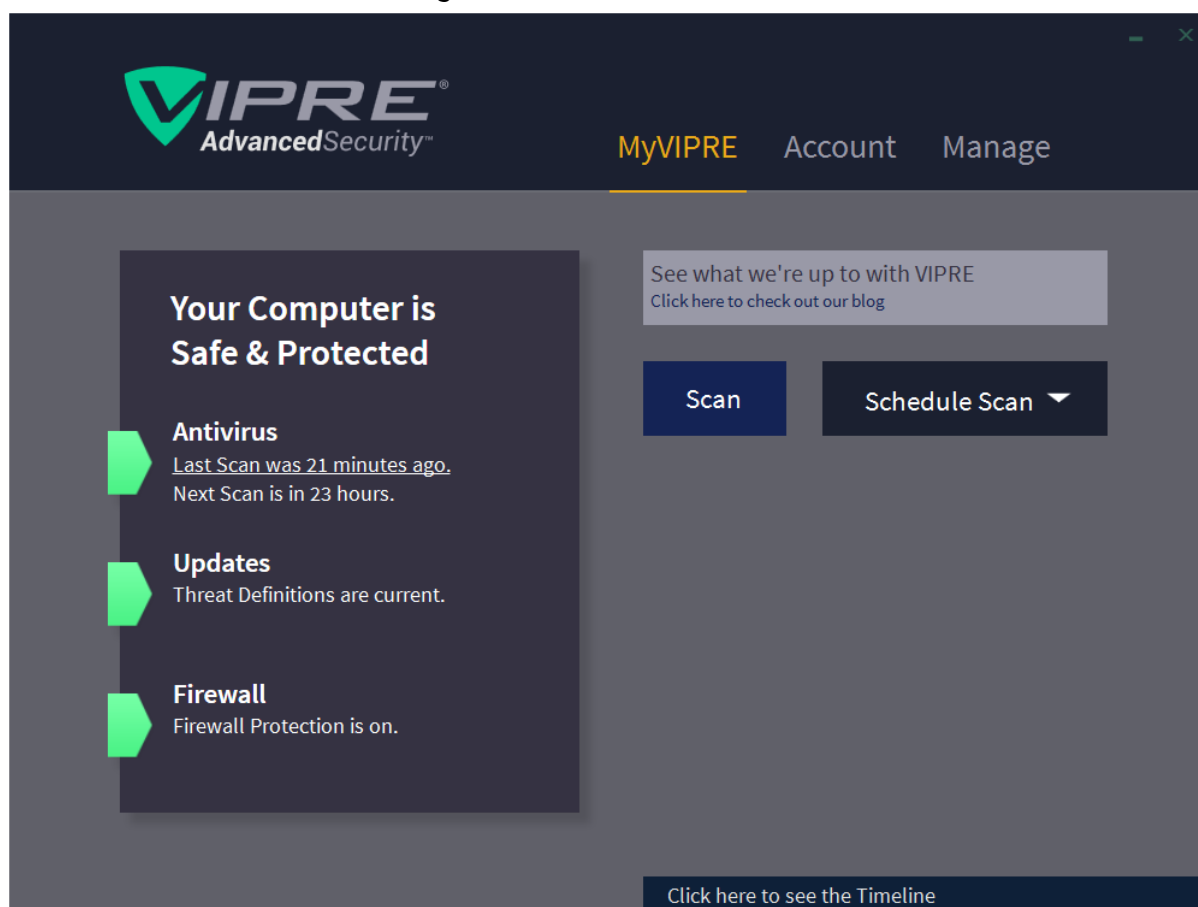 VIPRE®
AdvancedSecurity™
MyVIPRE Account Manage
Your Computer is
Safe & Protected
Antivirus
Last Scan was 21 minutes ago.
Next Scan is in 23 hours.
Updates
Threat Definitions are current.
Firewall
Firewall Protection is on.
See what we're up to with VIPRE
Click here to check out our blog
Scan
Schedule Scan
Click here to see the Timeline